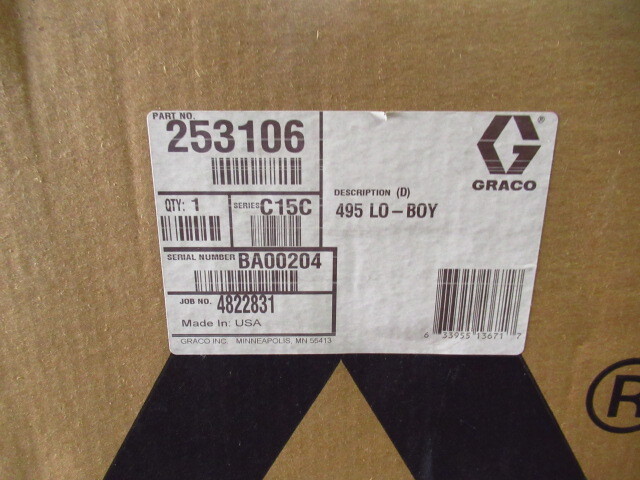 PART NO.
253106
®
GRACO
QTY: 1
SERIES C15C
DESCRIPTION (D)
495 LO-BOY
SERIAL NUMBER BA00204
JOB NO. 4822831
Made In: USA
6 33955 13671 7
GRACO INC. MINNEAPOLIS, MN 55413
®